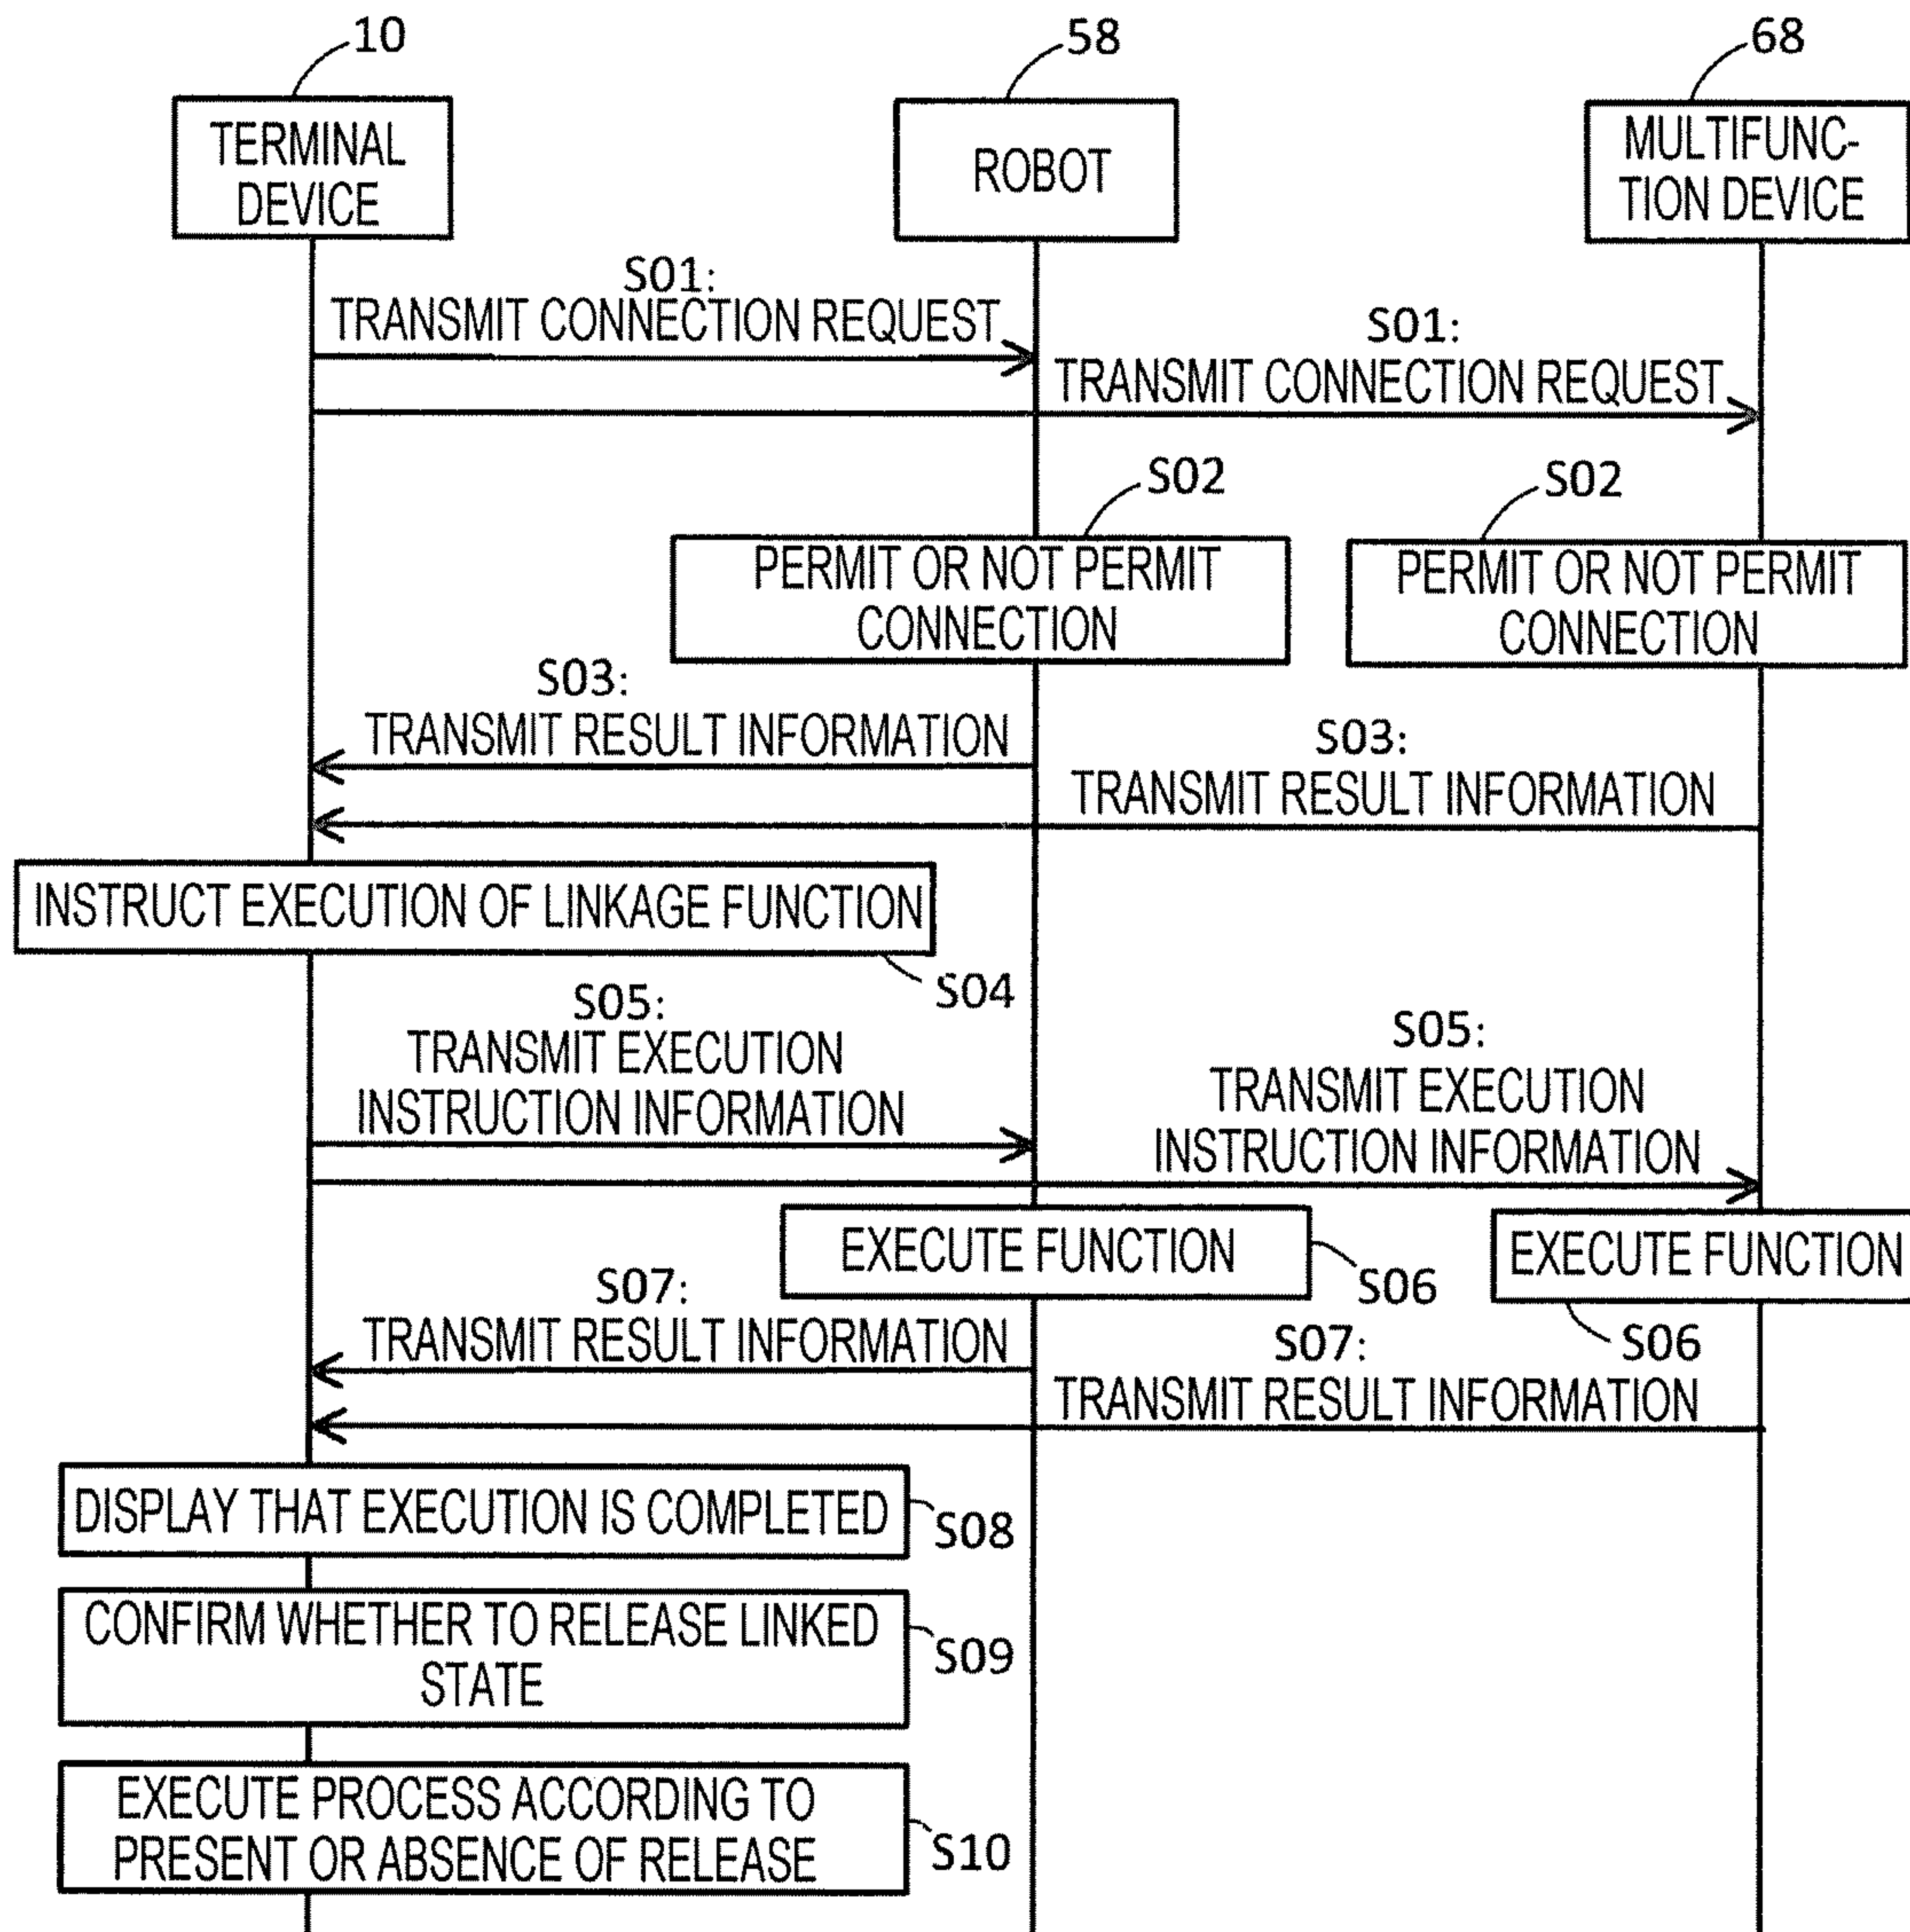 10
58
68
TERMINAL
DEVICE
ROBOT
MULTIFUNC-
TION DEVICE
S01:
TRANSMIT CONNECTION REQUEST
S01:
TRANSMIT CONNECTION REQUEST
S02
S02
PERMIT OR NOT PERMIT
CONNECTION
PERMIT OR NOT PERMIT
CONNECTION
S03:
TRANSMIT RESULT INFORMATION
S03:
TRANSMIT RESULT INFORMATION
INSTRUCT EXECUTION OF LINKAGE FUNCTION
S04
S05:
TRANSMIT EXECUTION
INSTRUCTION INFORMATION
S05:
TRANSMIT EXECUTION
INSTRUCTION INFORMATION
EXECUTE FUNCTION
S06
EXECUTE FUNCTION
S06
S07:
TRANSMIT RESULT INFORMATION
S07:
TRANSMIT RESULT INFORMATION
DISPLAY THAT EXECUTION IS COMPLETED
S08
CONFIRM WHETHER TO RELEASE LINKED
STATE
S09
EXECUTE PROCESS ACCORDING TO
PRESENT OR ABSENCE OF RELEASE
S10